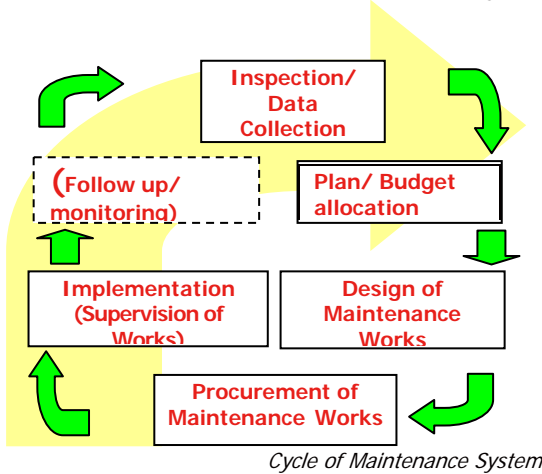 Inspection/
Data
Collection
(Follow up/
monitoring)
Plan/ Budget
allocation
Implementation
(Supervision of
Works)
Design of
Maintenance
Works
Procurement of
Maintenance Works
Cycle of Maintenance System